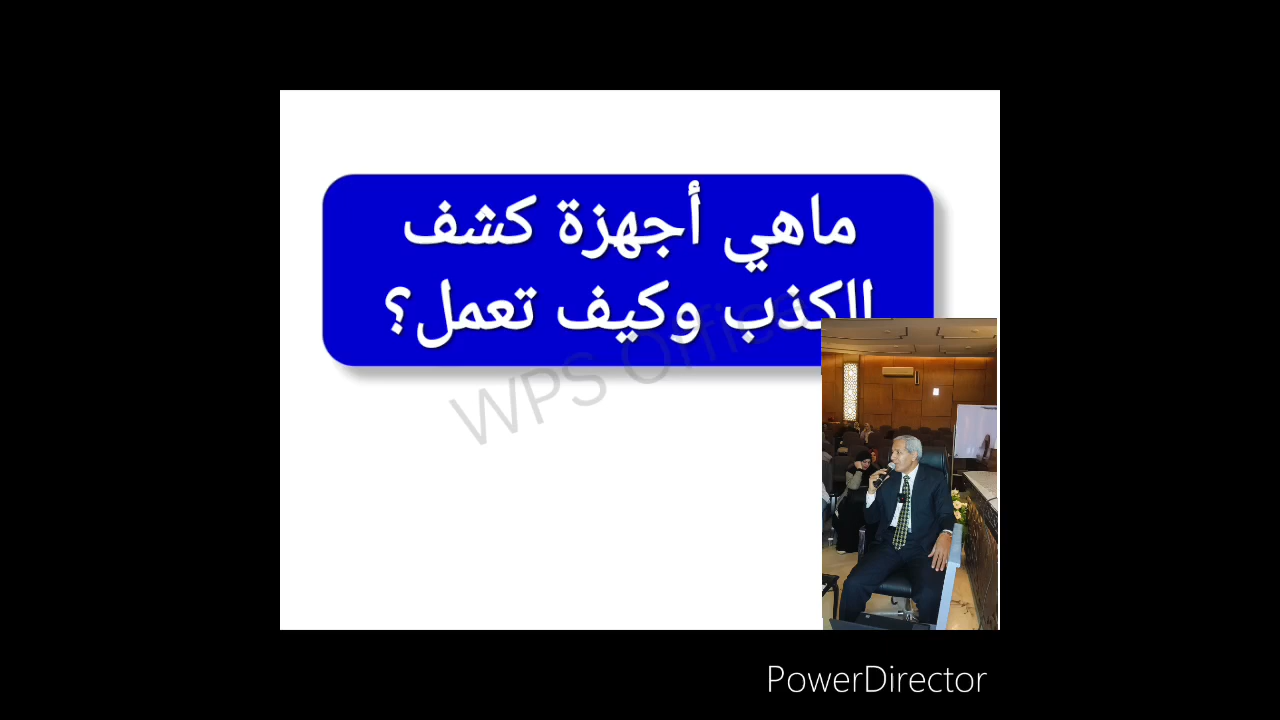 ماهي أجهزة كشف
الكذب وكيف تعمل؟
WPS Office
PowerDirector